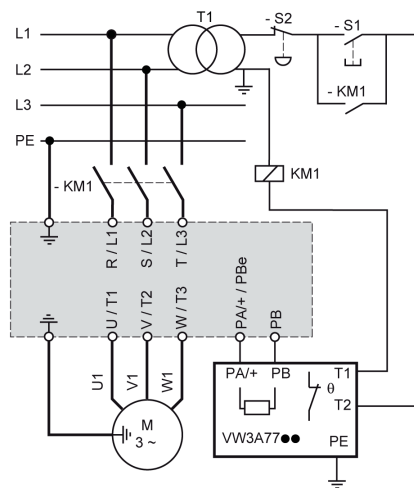 T1
L1
- S2
- S1
L2
- KM1
L3
PE
- KM1
KM1
R / L1
S / L2
T / L3
U / T1
V / T2
W / T3
PA/+ / PBe
PB
U1
V1
W1
M
3 ~
PA/+
PB
T1
θ
T2
VW3A77●●
PE